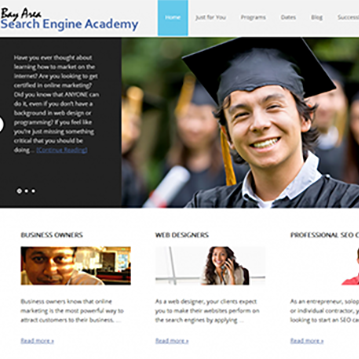 Bay Area
Search Engine Academy
Home Just for You Programs Dates Blog Success
Have you ever thought about
learning how to market on the
Internet? Are you looking to get
certified in online marketing?
Did you know that ANYONE can
do it, even if you don't have a
background in web design or
programming? If you feel like
you're just missing something
critical that you should be
doing ... [Continue Reading]
BUSINESS OWNERS
Business owners know that online
marketing is the most powerful way to
attract customers to their business, ...
Read more »
WEB DESIGNERS
As a web designer, your clients expect
you to make their websites perform on
the search engines by applying ...
Read more »
PROFESSIONAL SEO
As an entrepreneur, solop
or individual contractor, y
looking to start an SEO ca
Read more »